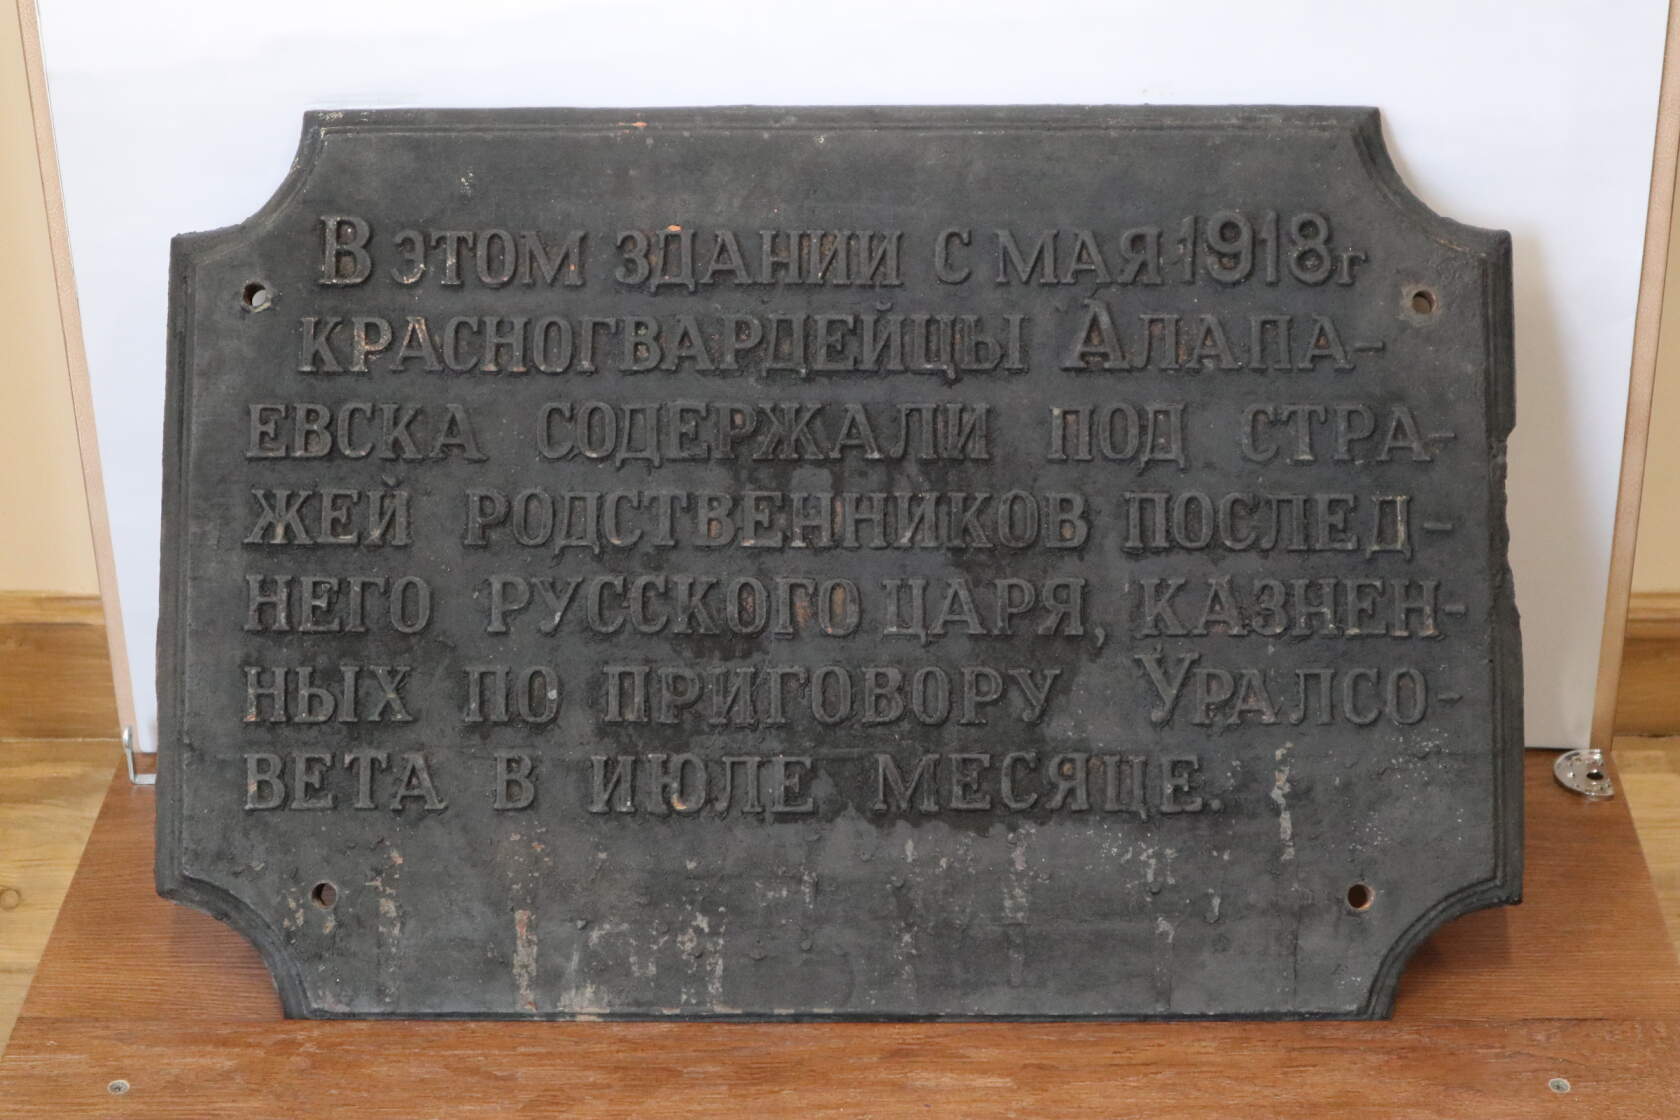 В ЭТОМ ЗДАНИИ С МАЯ 1918г
КРАСНОГВАРДЕЙЦЫ АЛАПА-
ЕВСКА СОДЕРЖАЛИ ПОД СТРА-
ЖЕЙ РОДСТВЕННИКОВ ПОСЛЕД-
НЕГО РУССКОГО ЦАРЯ, КАЗНЕН-
НЫХ ПО ПРИГОВОРУ УРАЛСО-
ВЕТА В ИЮЛЕ МЕСЯЦЕ.